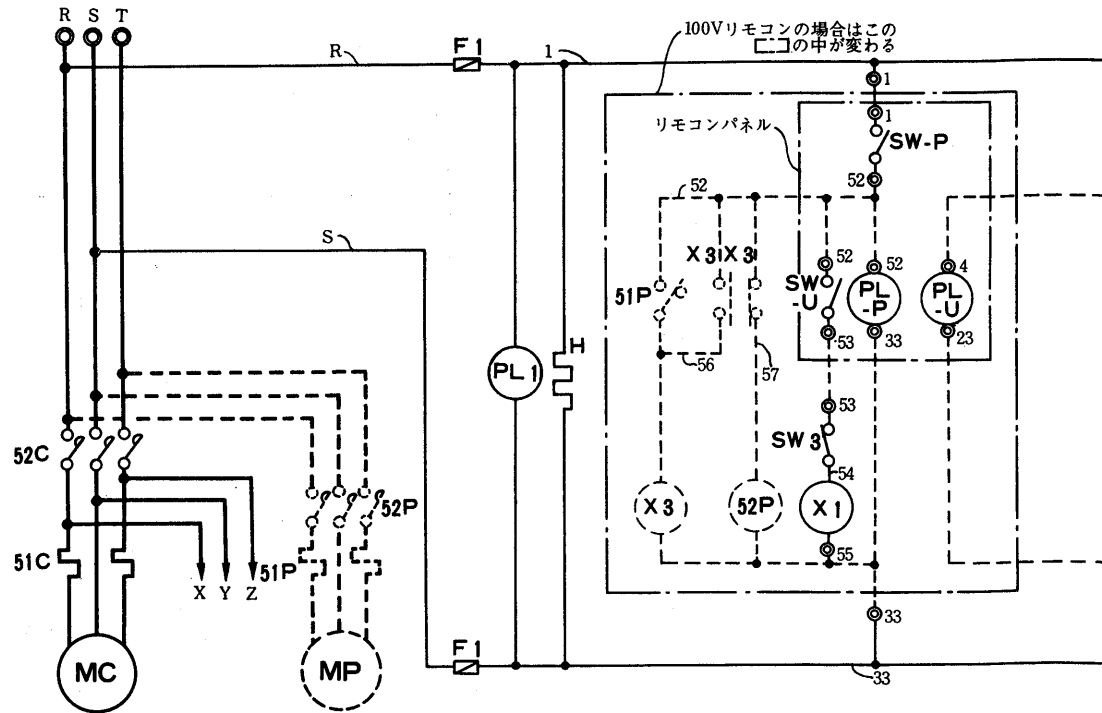 R S T
100Vリモコンの場合はこの
の中が変わる
R
F1
1
1
リモコンパネル
1
SW-P
52
52
S
X3 X3
51P
SW
-U
52
52
4
PL
-P
PL
-U
53
33
23
H
PL1
56
57
53
52C
SW3
54
52P
X3
52P
X1
51C
51P
55
X Y Z
33
F1
MC
MP
33